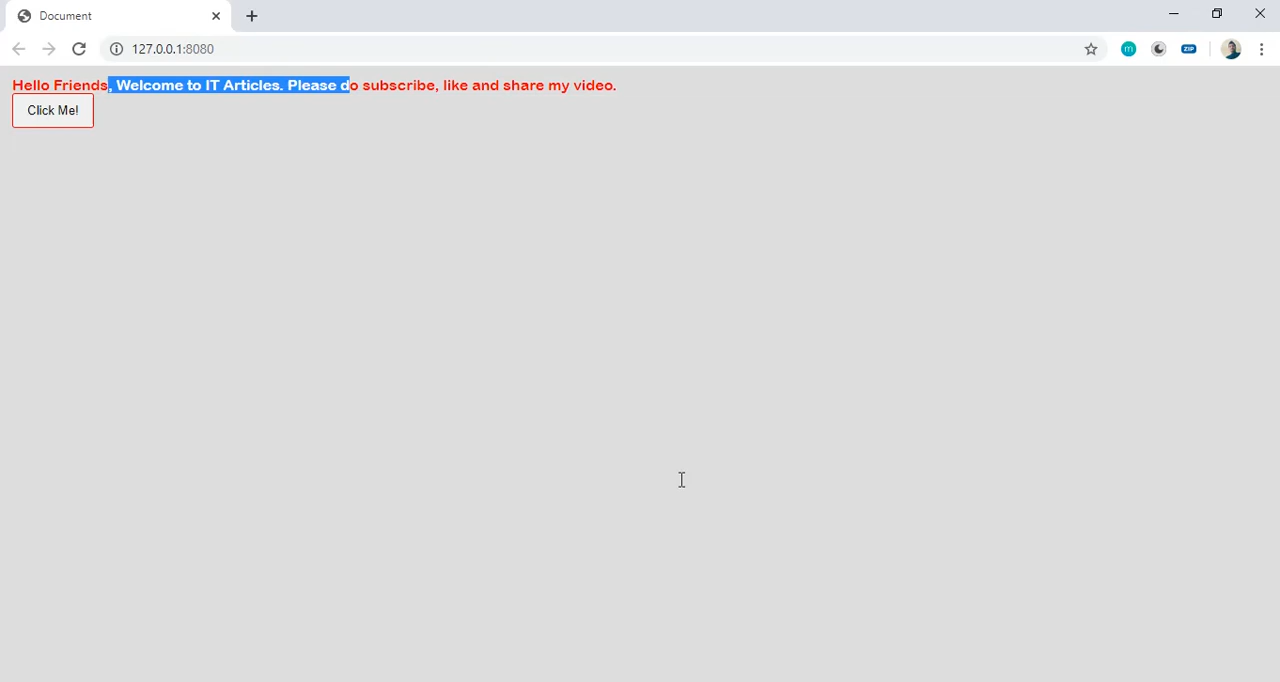 Document
127.0.0.1:8080
m
ZIP
Hello Friends, Welcome to IT Articles. Please do subscribe, like and share my video.
Click Me!